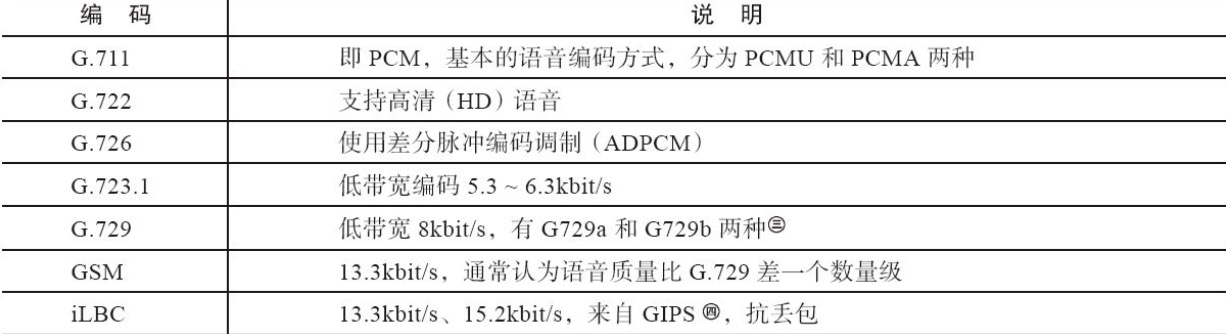 编 码 说 明
G.711 即 PCM，基本的语音编码方式，分为 PCMU 和 PCMA 两种
G.722 支持高清（HD）语音
G.726 使用差分脉冲编码调制（ADPCM）
G.723.1 低带宽编码 5.3 ~ 6.3kbit/s
G.729 低带宽 8kbit/s，有 G729a 和 G729b 两种㊂
GSM 13.3kbit/s，通常认为语音质量比 G.729 差一个数量级
iLBC 13.3kbit/s、15.2kbit/s，来自 GIPS ㊃，抗丢包